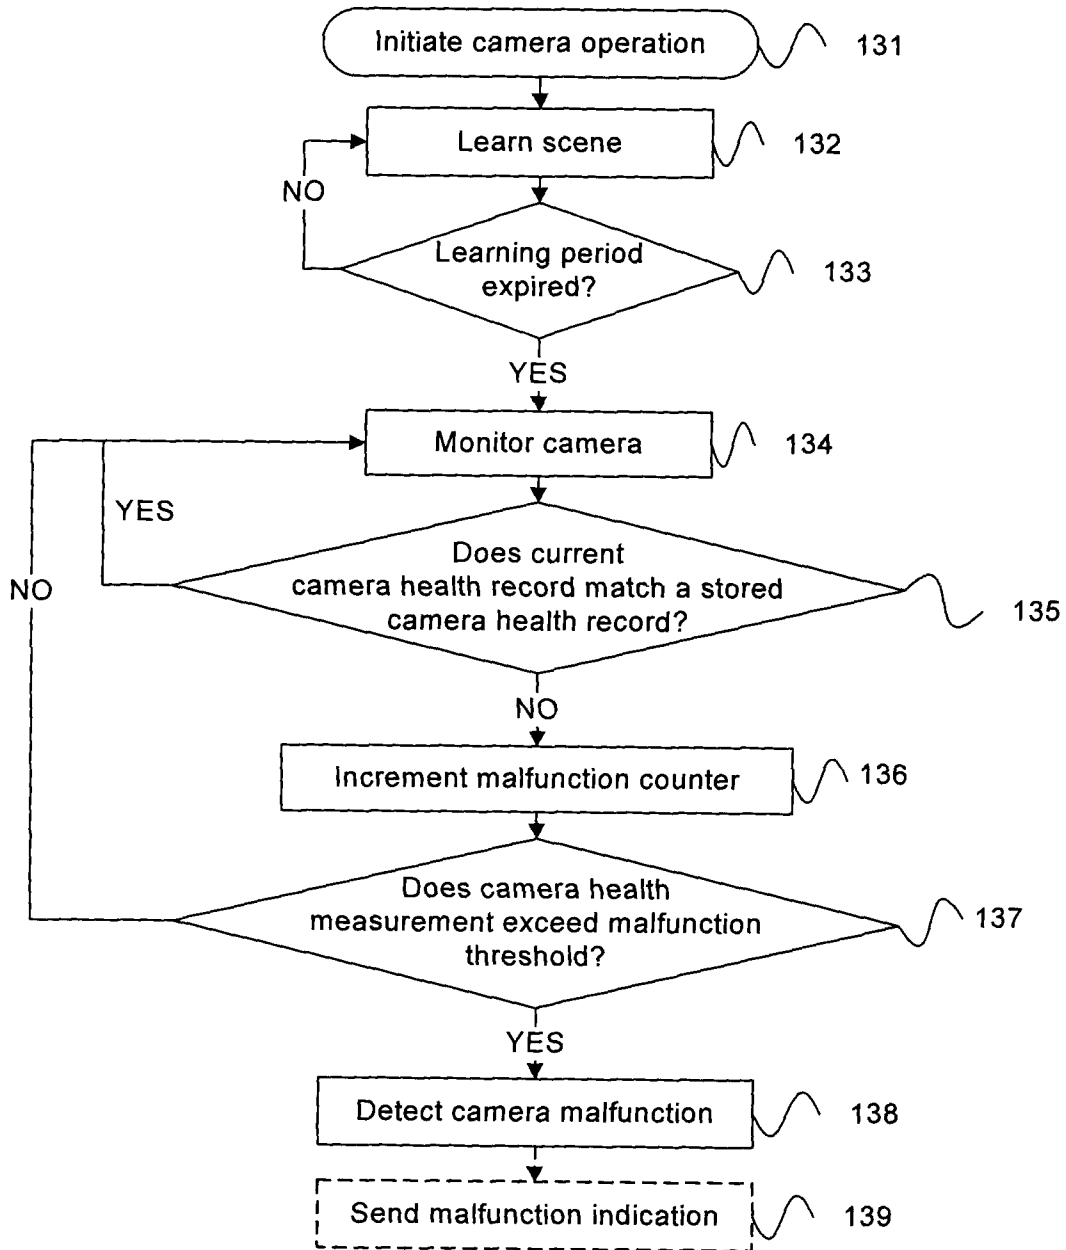 Initiate camera operation
131
Learn scene
132
NO
Learning period
expired?
133
YES
Monitor camera
134
YES
NO
Does current
camera health record match a stored
camera health record?
135
NO
Increment malfunction counter
136
Does camera health
measurement exceed malfunction
threshold?
137
YES
Detect camera malfunction
138
Send malfunction indication
139